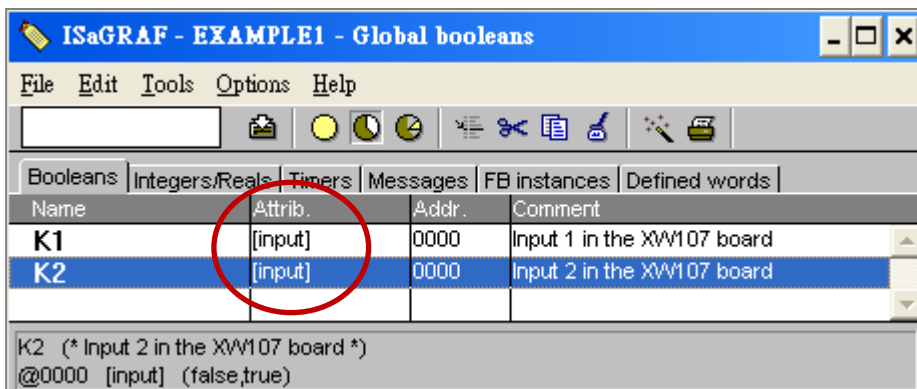 ISaGRAF - EXAMPLE1 - Global booleans
File Edit Tools Options Help
Booleans Integers/Reals Timers Messages FB instances Defined words
Name Attrib. Addr. Comment
K1 [input] 0000 Input 1 in the XW107 board
K2 [input] 0000 Input 2 in the XW107 board
K2 (* Input 2 in the XW107 board *)
@0000 [input] (false,true)